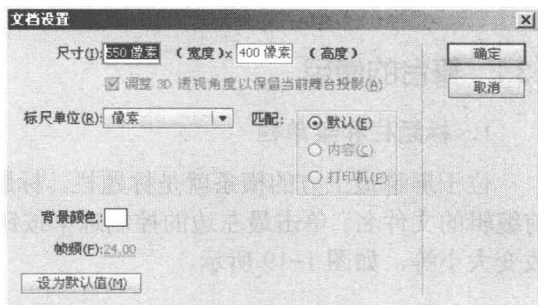 文档设置
尺寸(I): 550 像素 (宽度)x 400 像素 (高度) 确定
调整 3D 透视角度以保留当前舞台投影(A) 取消
标尺单位(R): 像素 匹配: 默认(E)
内容(C)
打印机(P)
背景颜色:
帧频(F): 24.00
设为默认值(M)